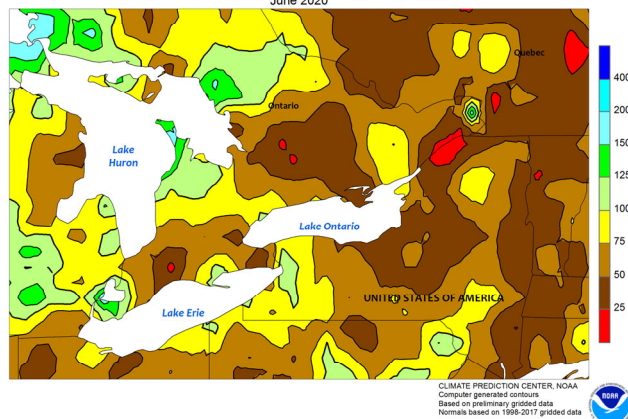 June 2020
Quebec
Ontario
Lake
Huron
Lake Ontario
UNITED STATES OF AMERICA
Lake Erie
400
200
150
125
100
75
50
25
CLIMATE PREDICTION CENTER, NOAA
Computer generated contours
Based on preliminary gridded data
Normals based on 1998-2017 gridded data
NOAA